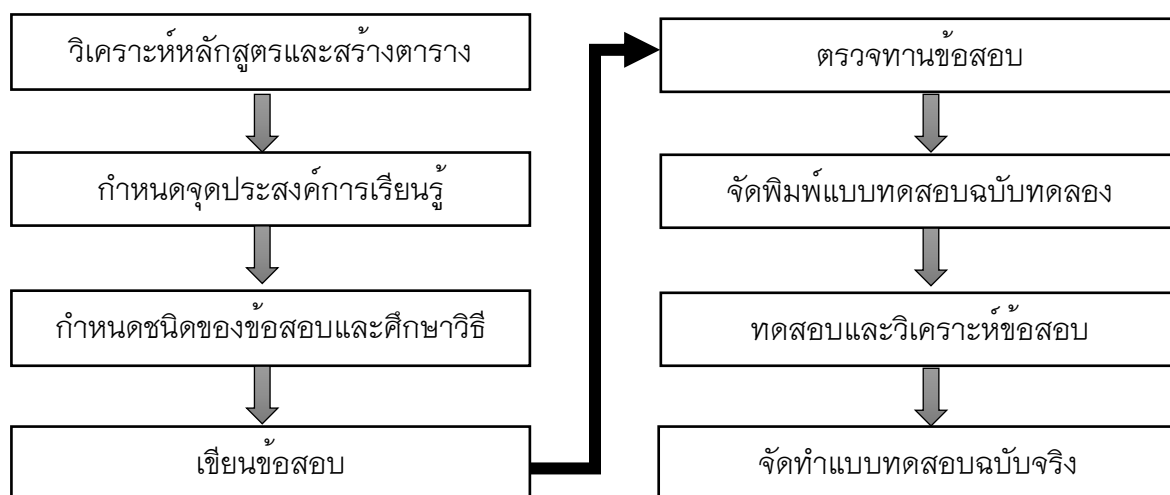 วิเคราะห์หลักสูตรและสร้างตาราง
กำหนดจุดประสงค์การเรียนรู้
กำหนดชนิดของข้อสอบและศึกษาวิธี
เขียนข้อสอบ
ตรวจทานข้อสอบ
จัดพิมพ์แบบทดสอบฉบับทดลอง
ทดสอบและวิเคราะห์ข้อสอบ
จัดทำแบบทดสอบฉบับจริง